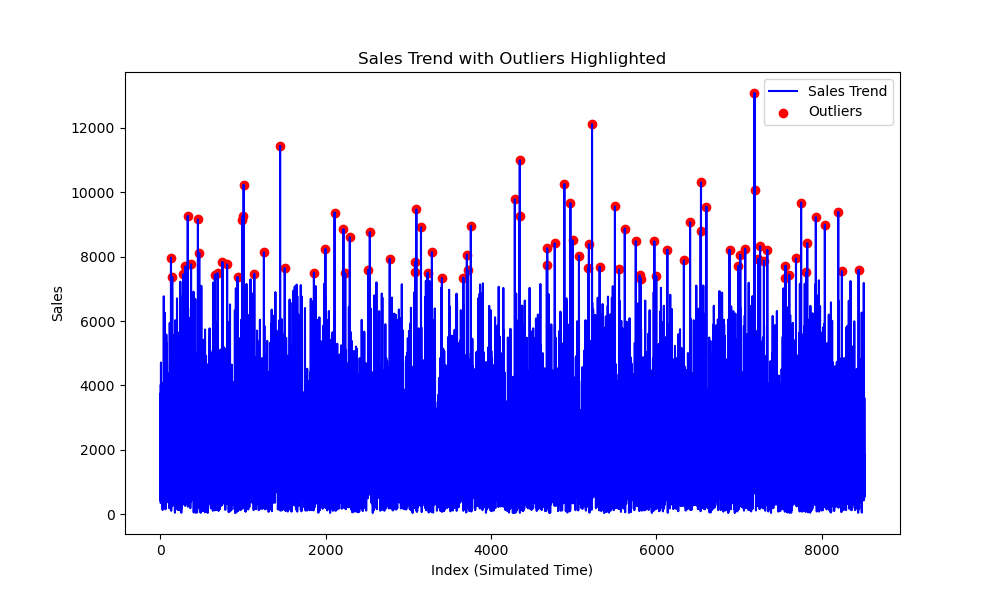 Sales Trend with Outliers Highlighted
Sales Trend
Outliers
12000
10000
8000
6000
4000
2000
0
Sales
0 2000 4000 6000 8000
Index (Simulated Time)